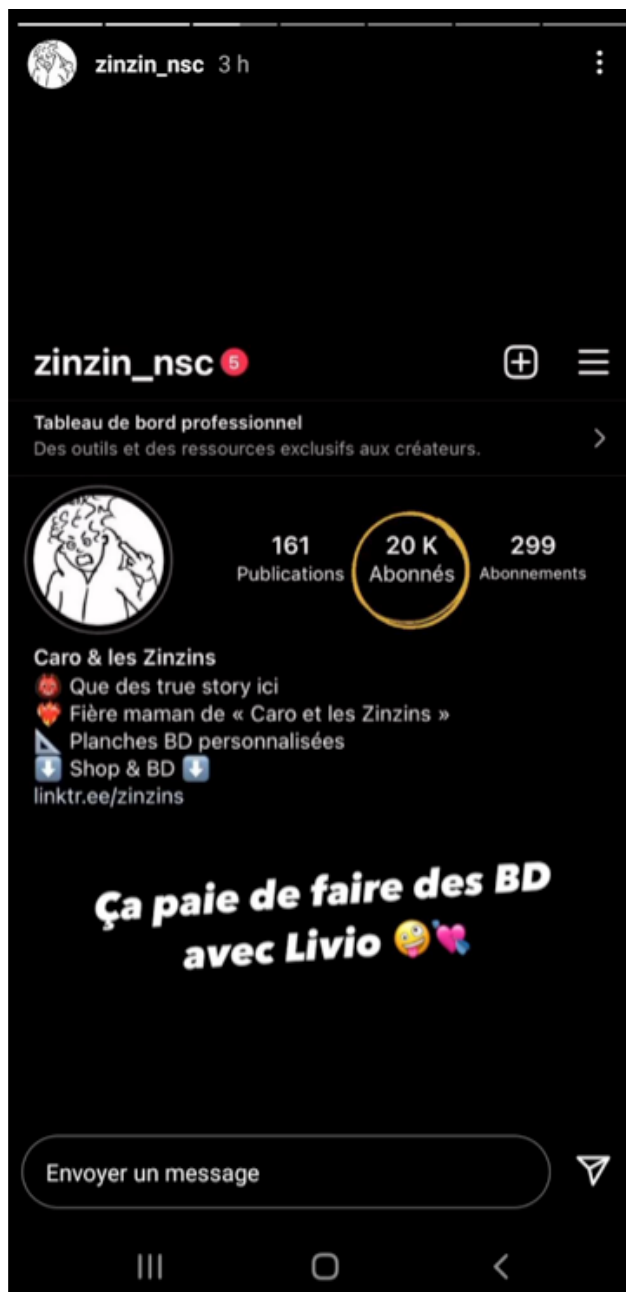 zinzin_nsc 3 h
zinzin_nsc 5
Tableau de bord professionnel
Des outils et des ressources exclusifs aux créateurs.
161 20 K 299
Publications Abonnés Abonnements
Caro & les Zinzins
👹 Que des true story ici
❤️‍🔥 Fière maman de « Caro et les Zinzins »
📐 Planches BD personnalisées
⬇️ Shop & BD ⬇️
linktr.ee/zinzins
Ça paie de faire des BD
avec Livio 🤪💘
Envoyer un message